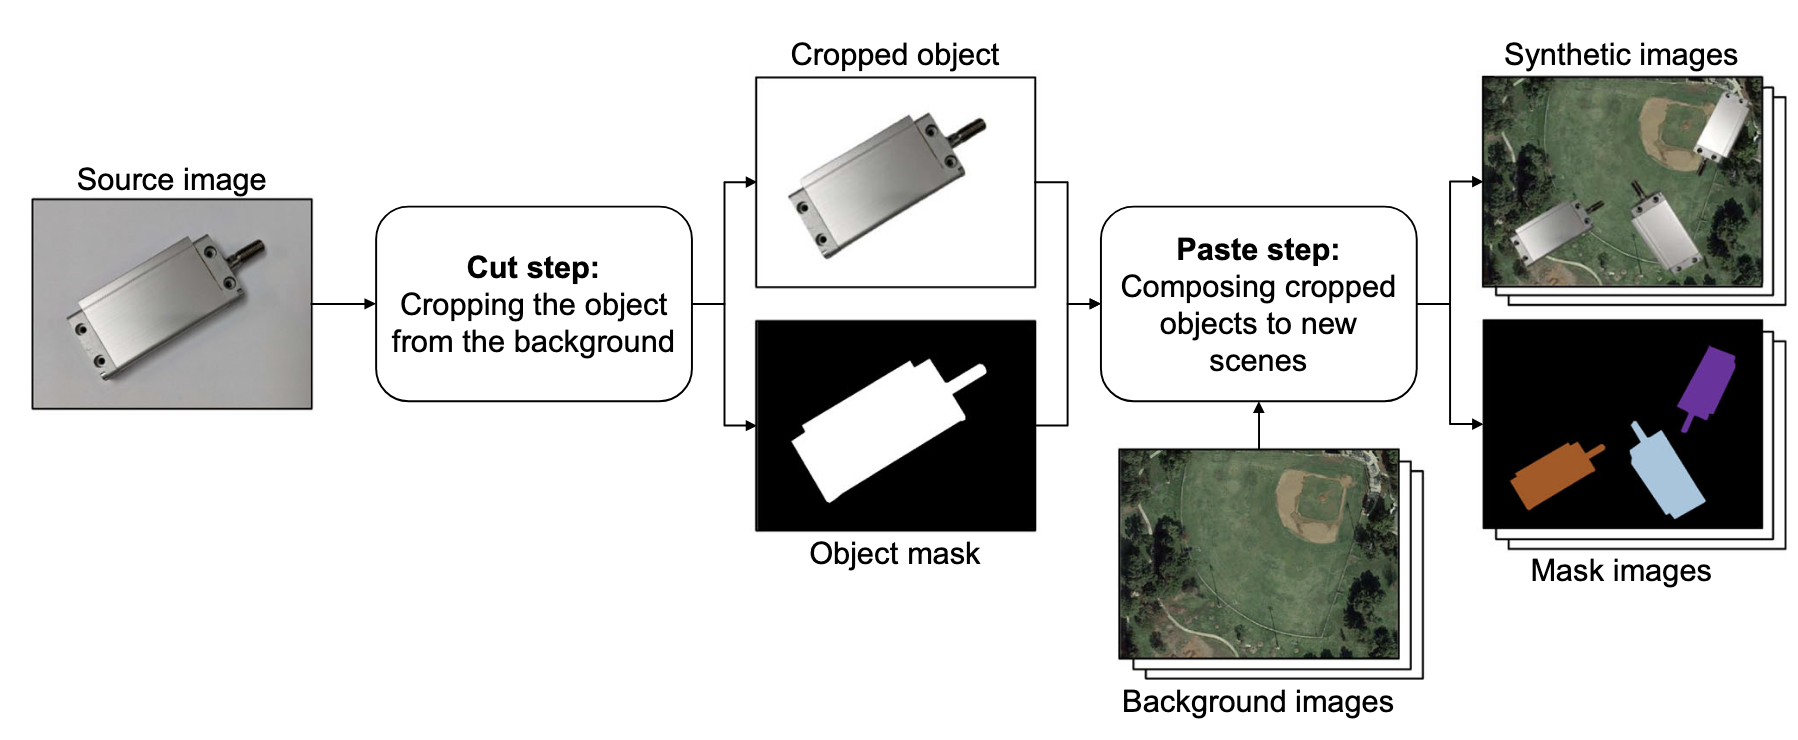 Source image
Cut step:
Cropping the object
from the background
Cropped object
Object mask
Paste step:
Composing cropped
objects to new
scenes
Background images
Synthetic images
Mask images